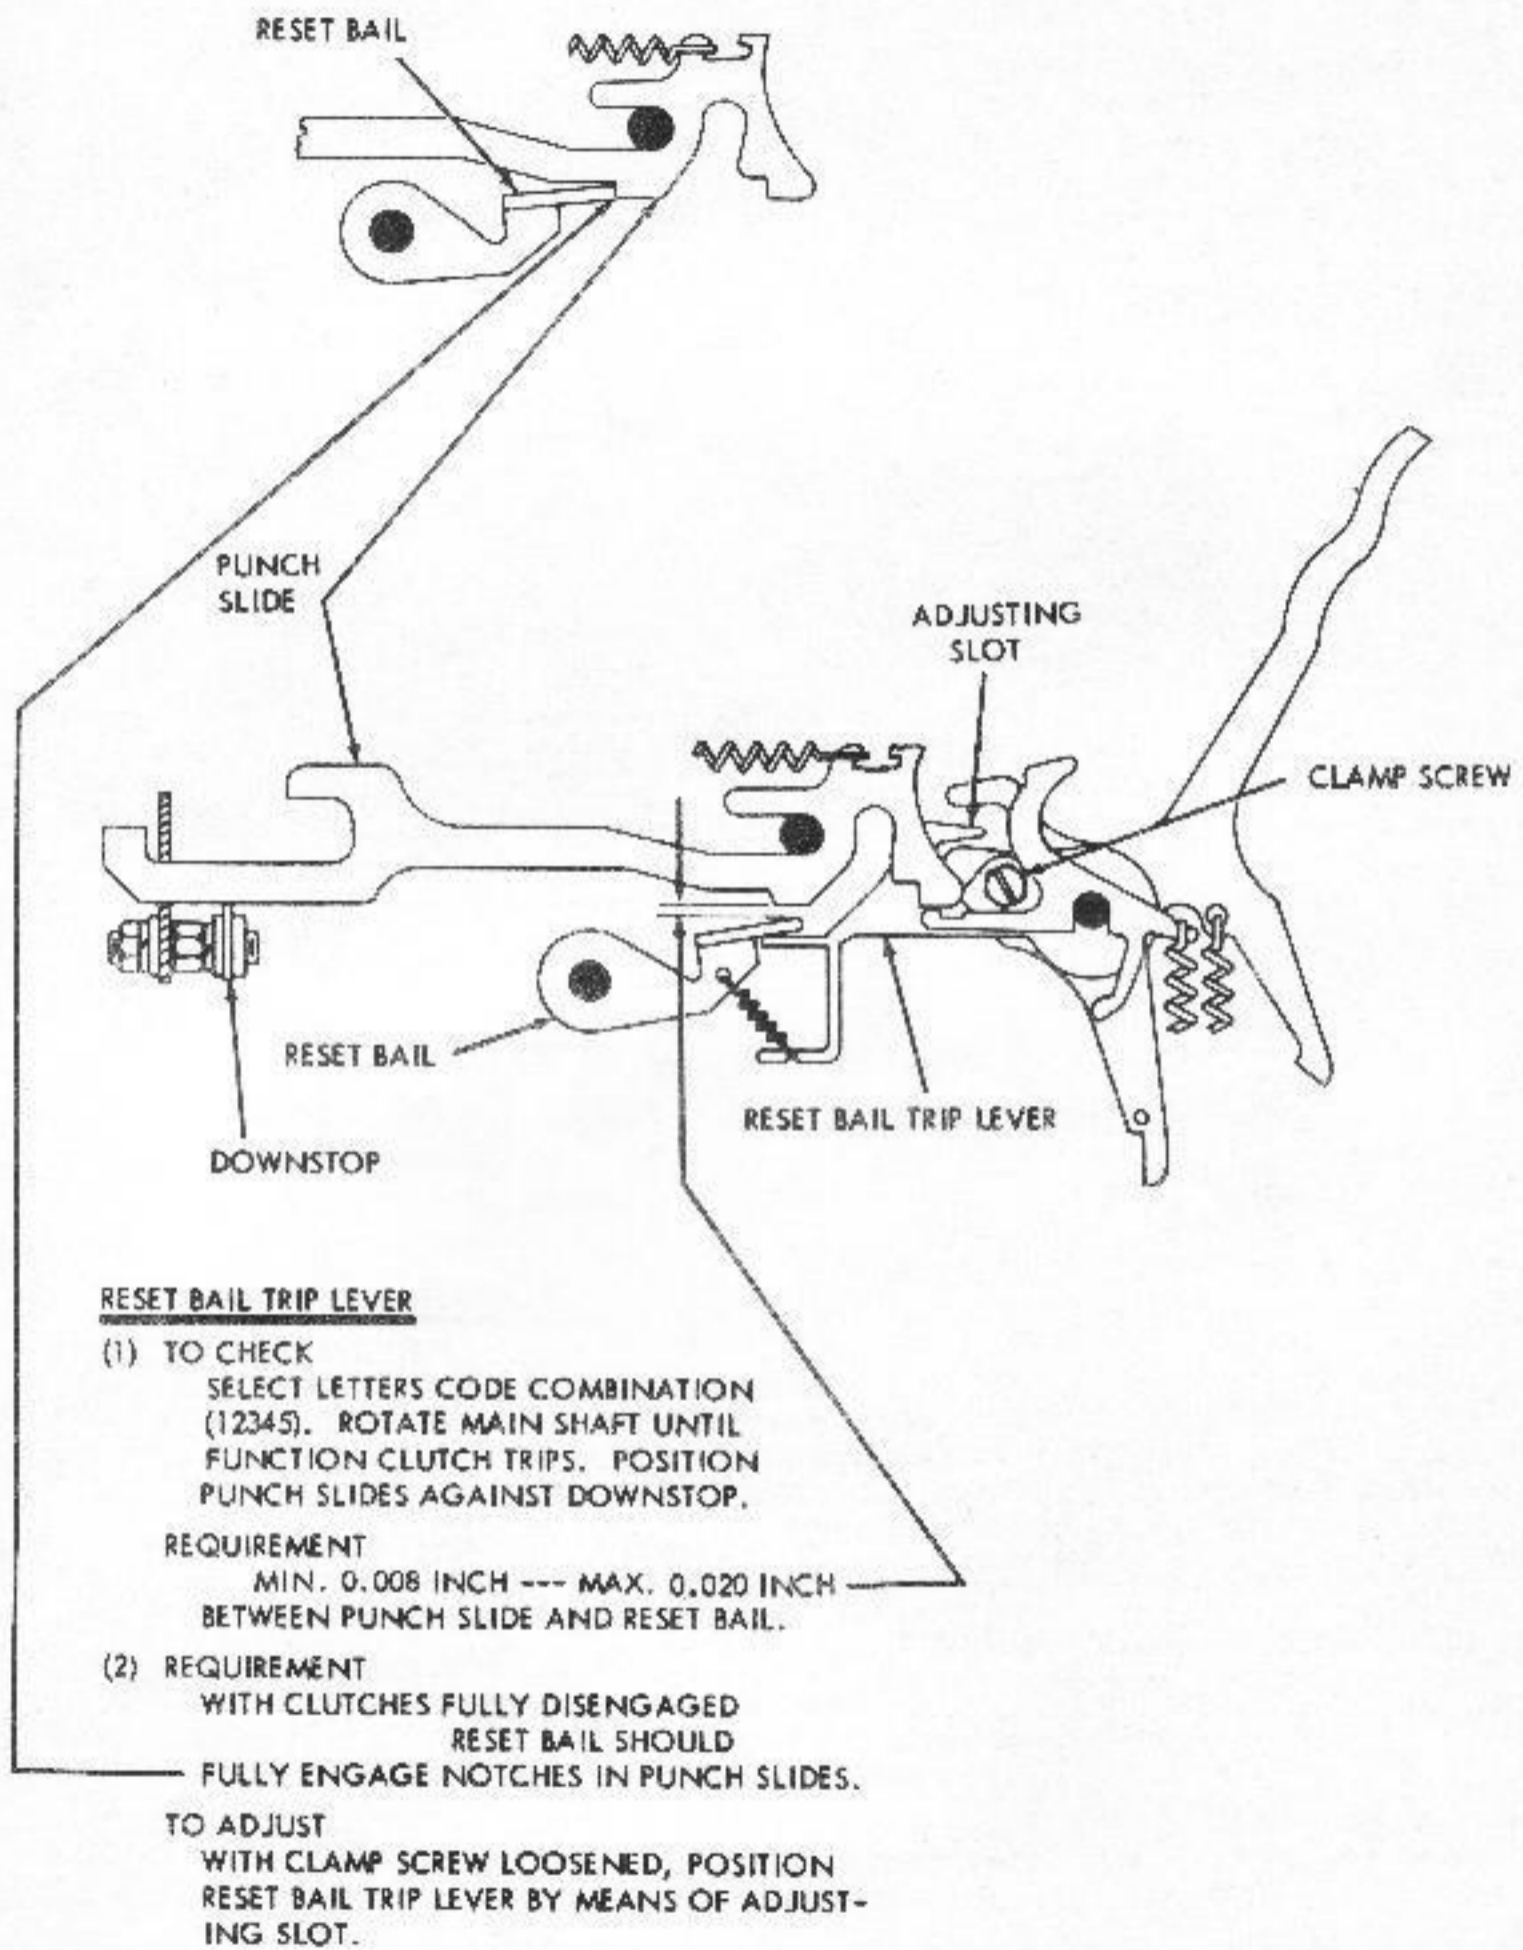 RESET BAIL
PUNCH
SLIDE
ADJUSTING
SLOT
CLAMP SCREW
RESET BAIL
RESET BAIL TRIP LEVER
DOWNSTOP
RESET BAIL TRIP LEVER
(1) TO CHECK
SELECT LETTERS CODE COMBINATION
(12345). ROTATE MAIN SHAFT UNTIL
FUNCTION CLUTCH TRIPS. POSITION
PUNCH SLIDES AGAINST DOWNSTOP.
REQUIREMENT
MIN. 0.008 INCH --- MAX. 0.020 INCH
BETWEEN PUNCH SLIDE AND RESET BAIL.
(2) REQUIREMENT
WITH CLUTCHES FULLY DISENGAGED
RESET BAIL SHOULD
FULLY ENGAGE NOTCHES IN PUNCH SLIDES.
TO ADJUST
WITH CLAMP SCREW LOOSENED, POSITION
RESET BAIL TRIP LEVER BY MEANS OF ADJUST-
ING SLOT.